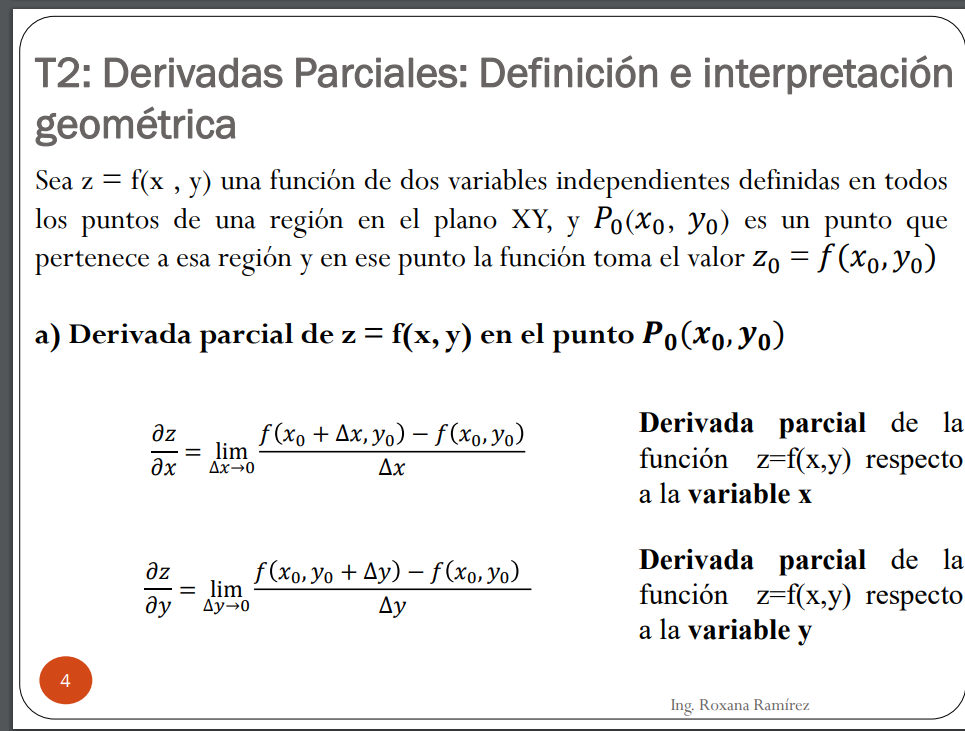 T2: Derivadas Parciales: Definición e interpretación
geométrica
Sea z = f(x , y) una función de dos variables independientes definidas en todos
los puntos de una región en el plano XY, y P₀(x₀, y₀) es un punto que
pertenece a esa región y en ese punto la función toma el valor z₀ = f(x₀, y₀)
a) Derivada parcial de z = f(x, y) en el punto P₀(x₀, y₀)
∂z/∂x = lim Δx→0 (f(x₀ + Δx, y₀) − f(x₀, y₀))/Δx
Derivada parcial de la
función z=f(x,y) respecto
a la variable x
∂z/∂y = lim Δy→0 (f(x₀, y₀ + Δy) − f(x₀, y₀))/Δy
Derivada parcial de la
función z=f(x,y) respecto
a la variable y
4
Ing. Roxana Ramírez